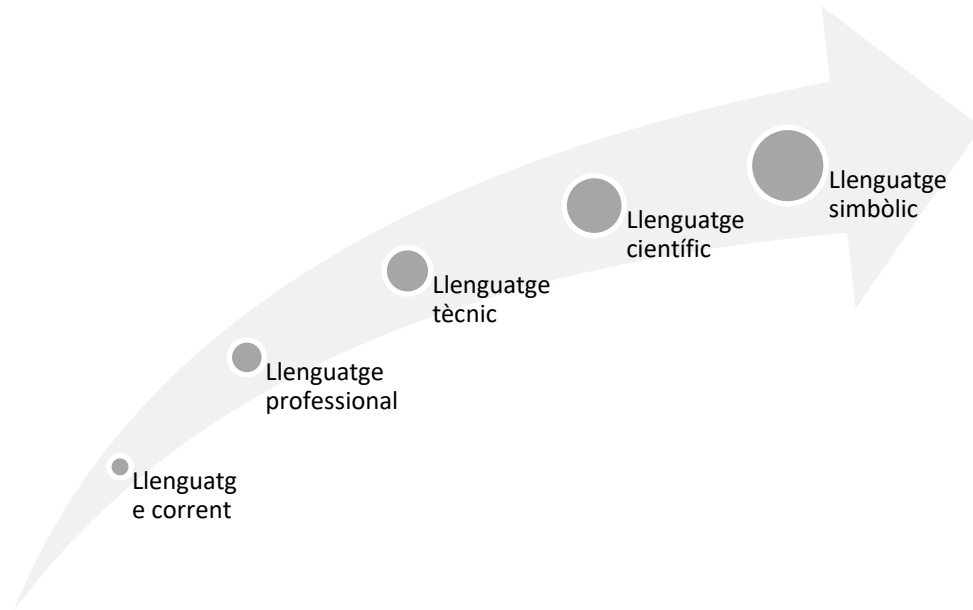 Llenguatge
simbòlic
Llenguatge
científic
Llenguatge
tècnic
Llenguatge
professional
Llenguatg
e corrent